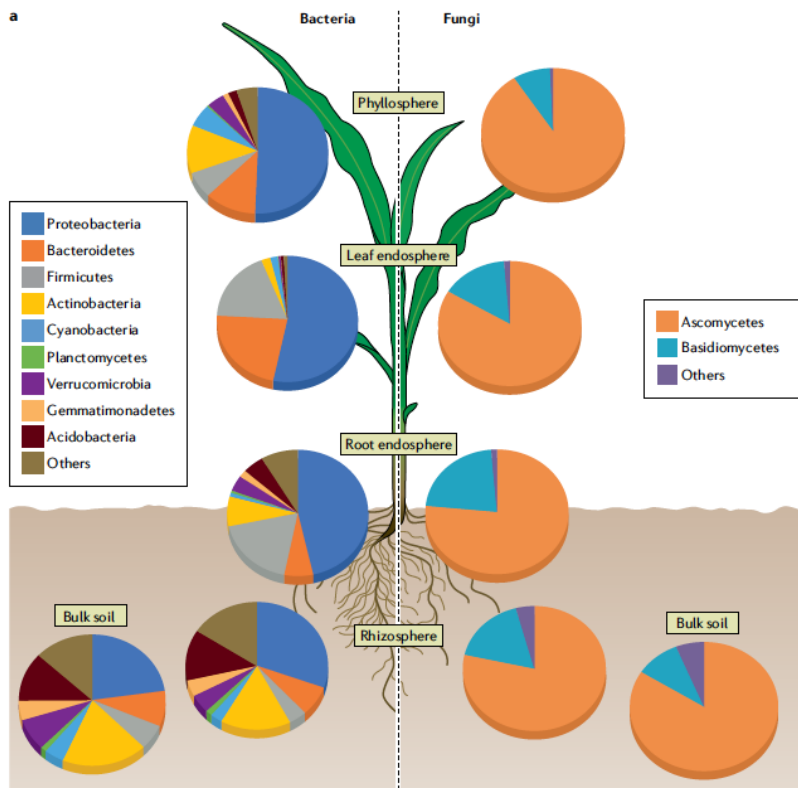 a
Bacteria
Fungi
Phyllosphere
Proteobacteria
Bacteroidetes
Firmicutes
Actinobacteria
Cyanobacteria
Planctomycetes
Verrucomicrobia
Gemmatimonadetes
Acidobacteria
Others
Leaf endosphere
Ascomycetes
Basidiomycetes
Others
Root endosphere
Bulk soil
Rhizosphere
Bulk soil